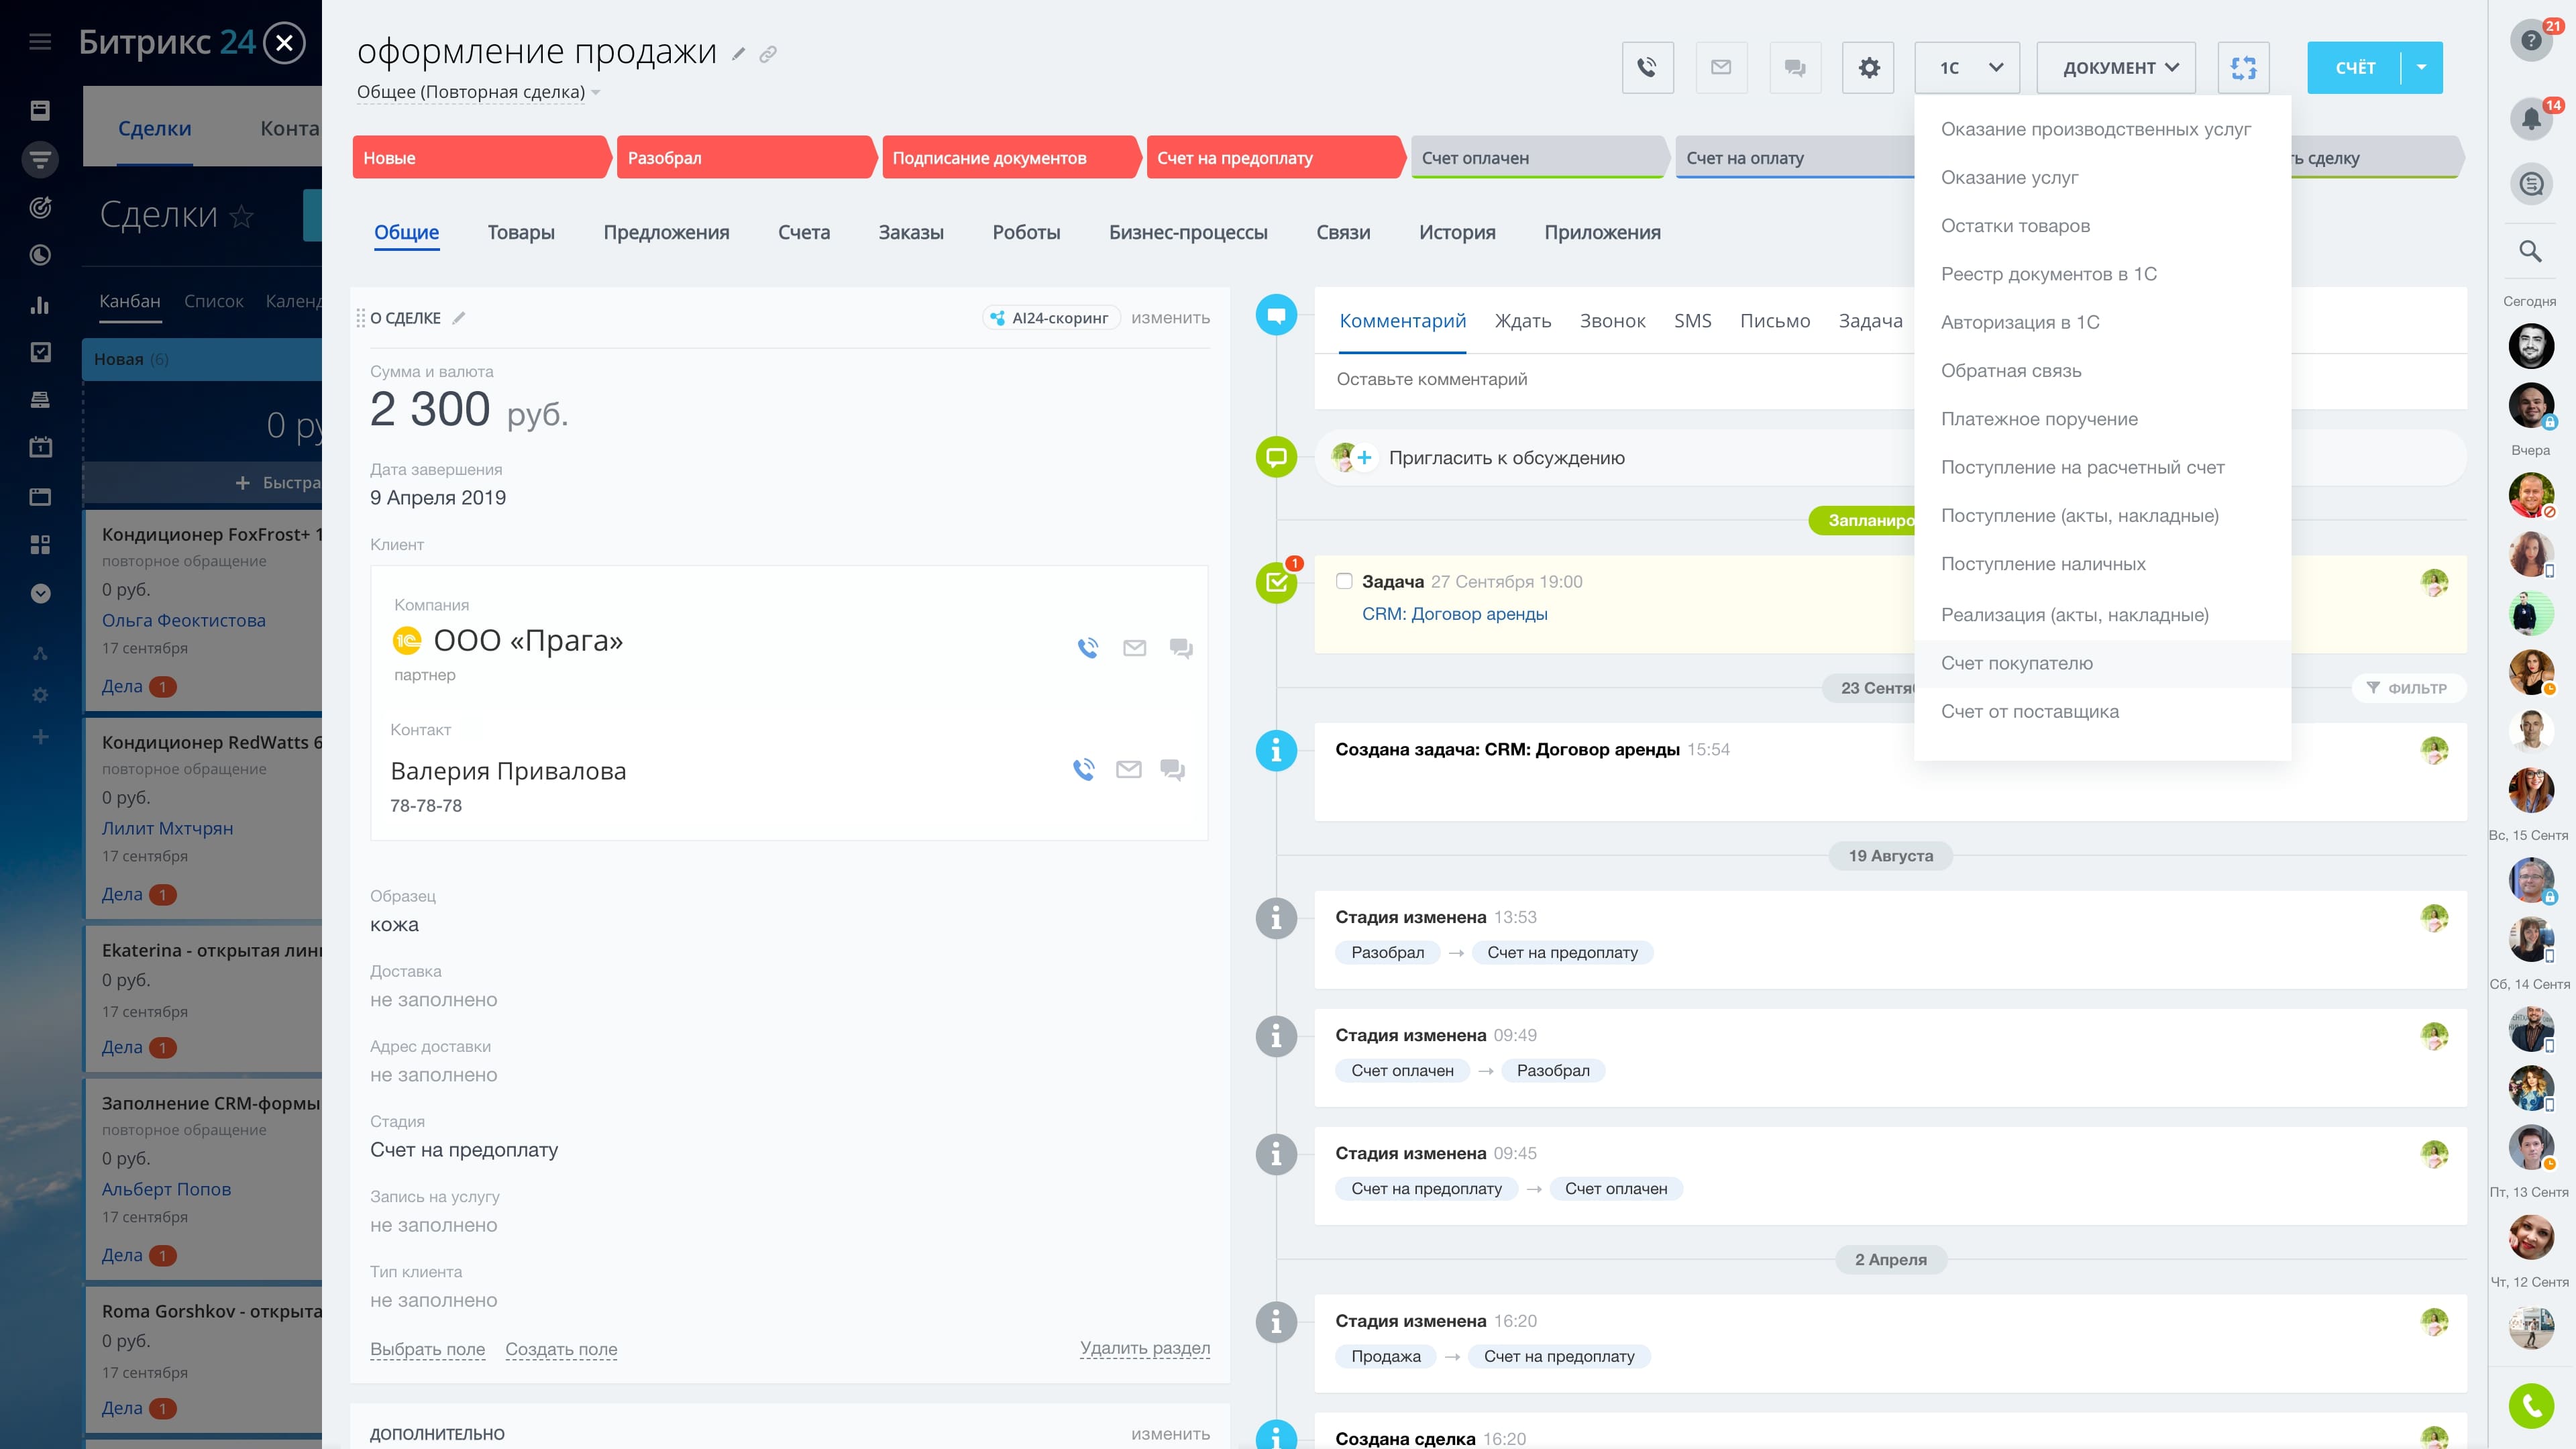 Битрикс 24
Сделки
Конта
Сделки
Канбан
Список
Календ
Новая (6)
0 ру
+ Быстра
Кондиционер FoxFrost+ 1
повторное обращение
0 руб.
Ольга Феоктистова
17 сентября
Дела 1
Кондиционер RedWatts 6
повторное обращение
0 руб.
Лилит Мхтчрян
17 сентября
Дела 1
Ekaterina - открытая лин
0 руб.
17 сентября
Дела 1
Заполнение CRM-формы
повторное обращение
0 руб.
Альберт Попов
17 сентября
Дела 1
Roma Gorshkov - открыта
0 руб.
17 сентября
Дела 1
оформление продажи
Общее (Повторная сделка)
1С
ДОКУМЕНТ
СЧЁТ
Новые
Разобрал
Подписание документов
Счет на предоплату
Счет оплачен
Счет на оплату
ть сделку
Общие
Товары
Предложения
Счета
Заказы
Роботы
Бизнес-процессы
Связи
История
Приложения
О СДЕЛКЕ
AI24-скоринг
изменить
Сумма и валюта
2 300 руб.
Дата завершения
9 Апреля 2019
Клиент
Компания
1С ООО «Прага»
партнер
Контакт
Валерия Привалова
78-78-78
Образец
кожа
Доставка
не заполнено
Адрес доставки
не заполнено
Стадия
Счет на предоплату
Запись на услугу
не заполнено
Тип клиента
не заполнено
Выбрать поле
Создать поле
Удалить раздел
ДОПОЛНИТЕЛЬНО
изменить
Комментарий
Ждать
Звонок
SMS
Письмо
Задача
Оставьте комментарий
Пригласить к обсуждению
Запланиро
1
Задача 27 Сентября 19:00
CRM: Договор аренды
23 Сентя
ФИЛЬТР
Создана задача: CRM: Договор аренды 15:54
19 Августа
Стадия изменена 13:53
Разобрал → Счет на предоплату
Стадия изменена 09:49
Счет оплачен → Разобрал
Стадия изменена 09:45
Счет на предоплату → Счет оплачен
2 Апреля
Стадия изменена 16:20
Продажа → Счет на предоплату
Создана сделка 16:20
Оказание производственных услуг
Оказание услуг
Остатки товаров
Реестр документов в 1С
Авторизация в 1С
Обратная связь
Платежное поручение
Поступление на расчетный счет
Поступление (акты, накладные)
Поступление наличных
Реализация (акты, накладные)
Счет покупателю
Счет от поставщика
21
14
Сегодня
Вчера
Вс, 15 Сентя
Сб, 14 Сентя
Пт, 13 Сентя
Чт, 12 Сентя